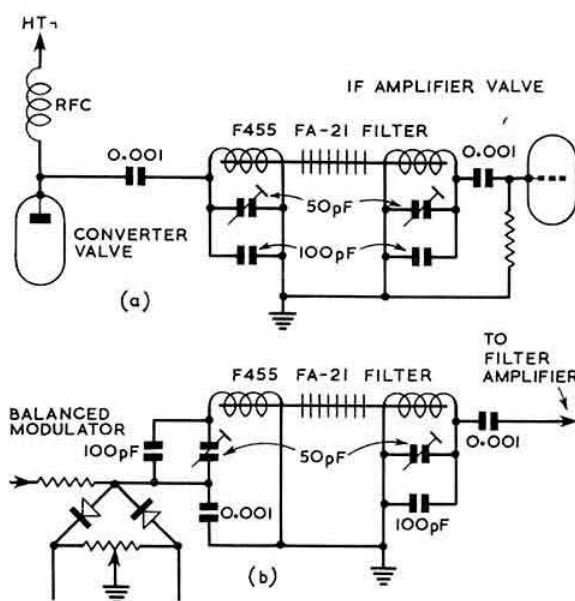 HT+
RFC
IF AMPLIFIER VALVE
F455 FA-21 FILTER
0.001
0.001
50pF
100pF
CONVERTER
VALVE
(a)
TO
FILTER
AMPLIFIER
F455 FA-21 FILTER
BALANCED
MODULATOR
100pF
50pF
0.001
0.001
100pF
(b)